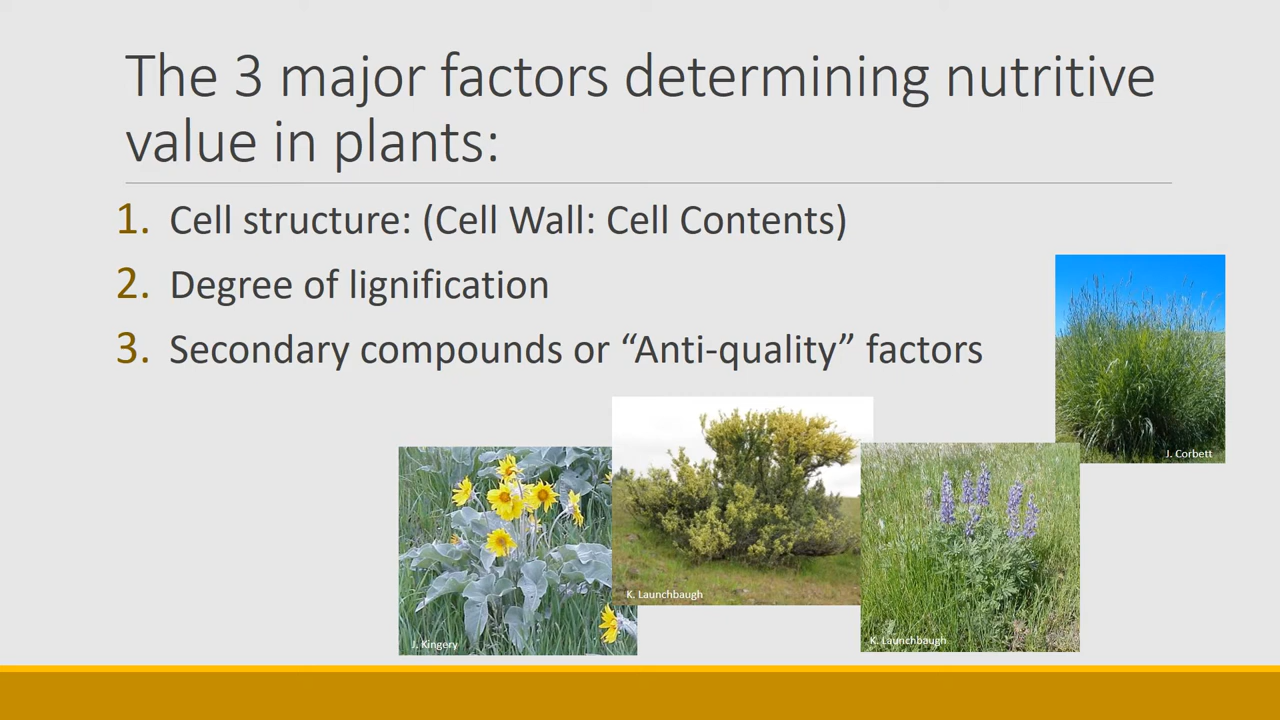 The 3 major factors determining nutritive
value in plants:
1. Cell structure: (Cell Wall: Cell Contents)
2. Degree of lignification
3. Secondary compounds or “Anti-quality” factors
J. Corbett
K. Launchbaugh
K. Launchbaugh
J. Kingery